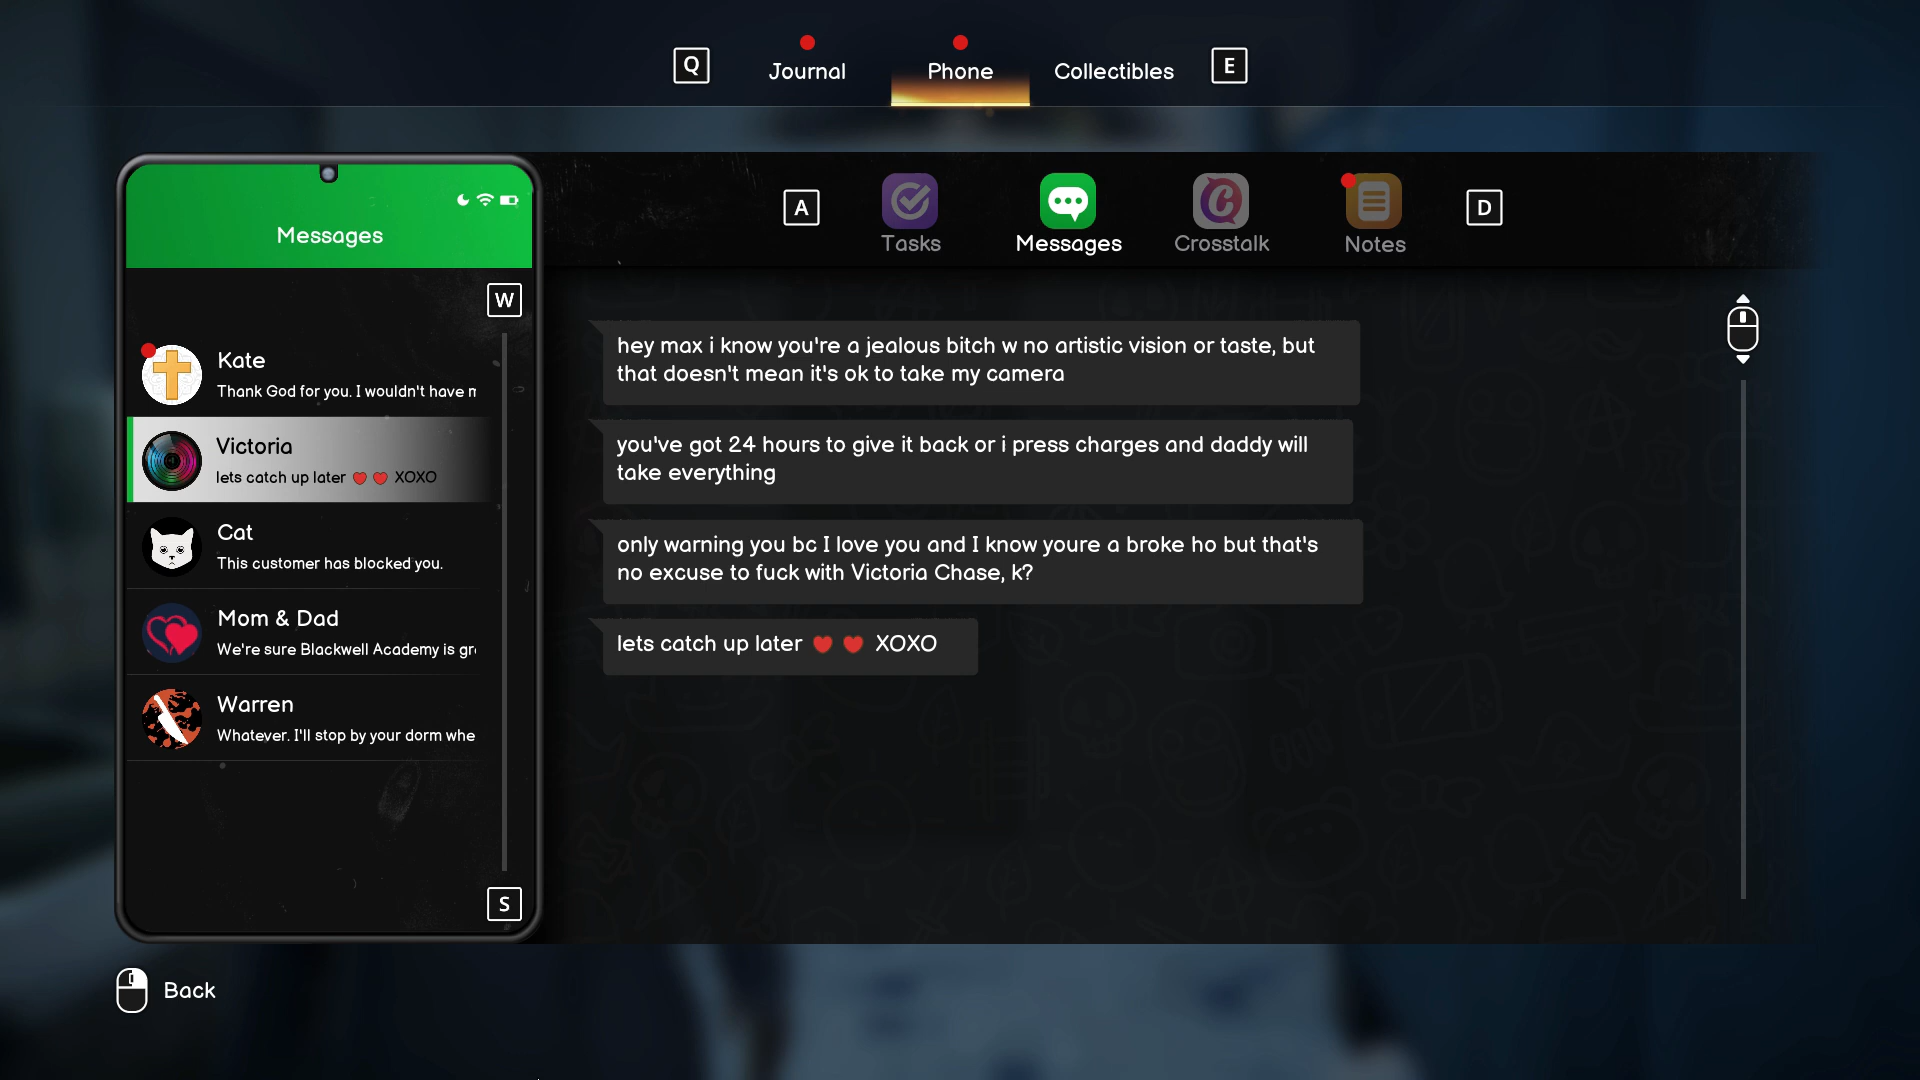 Q
Journal
Phone
Collectibles
E
Messages
A
Tasks
Messages
Crosstalk
Notes
D
W
Kate
Thank God for you. I wouldn't have
Victoria
lets catch up later ❤️ ❤️ XOXO
Cat
This customer has blocked you.
Mom & Dad
We're sure Blackwell Academy is
Warren
Whatever. I'll stop by your dorm whe
S
hey max i know you're a jealous bitch w no artistic vision or taste, but
that doesn't mean it's ok to take my camera
you've got 24 hours to give it back or i press charges and daddy will
take everything
only warning you bc I love you and I know youre a broke ho but that's
no excuse to fuck with Victoria Chase, k?
lets catch up later ❤️ ❤️ XOXO
Back